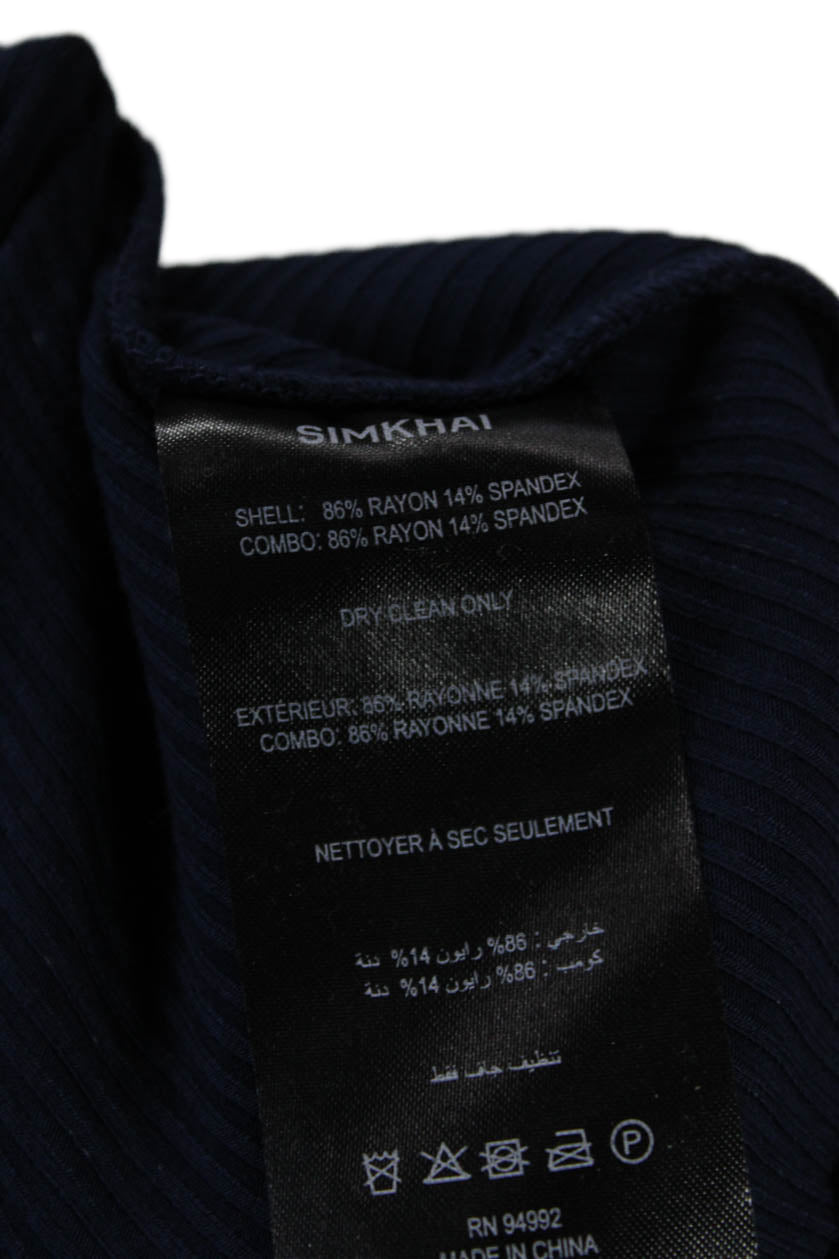 SIMKHAI
SHELL: 86% RAYON 14% SPANDEX
COMBO: 86% RAYON 14% SPANDEX
DRY CLEAN ONLY
EXTÉRIEUR: 86% RAYONNE 14% SPANDEX
COMBO: 86% RAYONNE 14% SPANDEX
NETTOYER À SEC SEULEMENT
خارجي : 86% رايون 14% دنة
كومب : 86% رايون 14% دنة
تنظيف جاف فقط
P
RN 94992
MADE IN CHINA